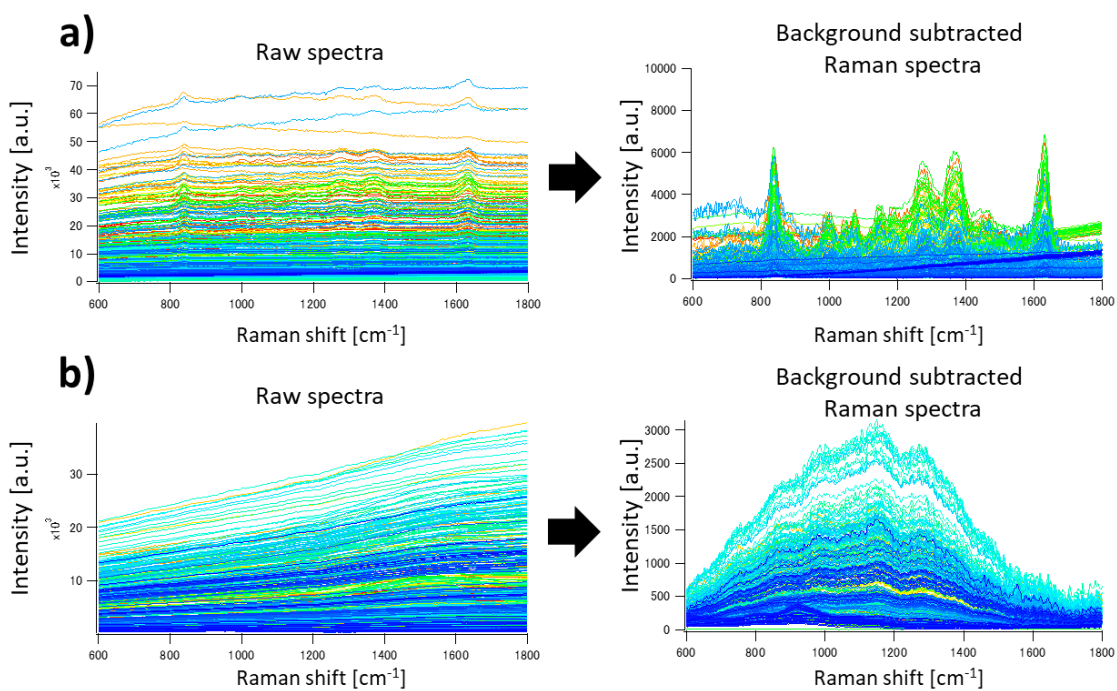 a)
Raw spectra
Background subtracted
Raman spectra
Intensity [a.u.]
x10³
70
60
50
40
30
20
10
0
600 800 1000 1200 1400 1600 1800
Raman shift [cm⁻¹]
Intensity [a.u.]
10000
8000
6000
4000
2000
0
600 800 1000 1200 1400 1600 1800
Raman shift [cm⁻¹]
b)
Raw spectra
Background subtracted
Raman spectra
Intensity [a.u.]
x10³
30
20
10
600 800 1000 1200 1400 1600 1800
Raman shift [cm⁻¹]
Intensity [a.u.]
3000
2500
2000
1500
1000
500
0
600 800 1000 1200 1400 1600 1800
Raman shift [cm⁻¹]